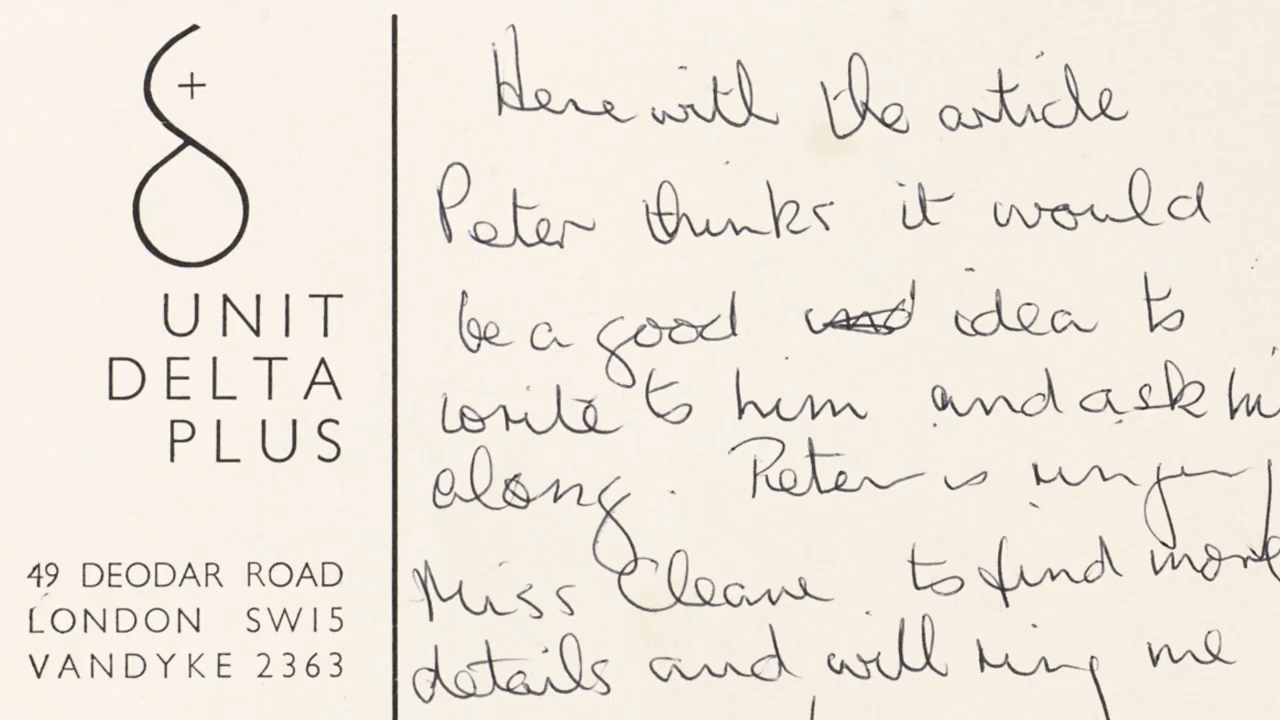 UNIT
DELTA
PLUS
49 DEODAR ROAD
LONDON SW15
VANDYKE 2363
Herewith the article
Peter thinks it would
be a good idea to
write to him and ask
along. Peter is
Miss Cleane to find
details and will ring me